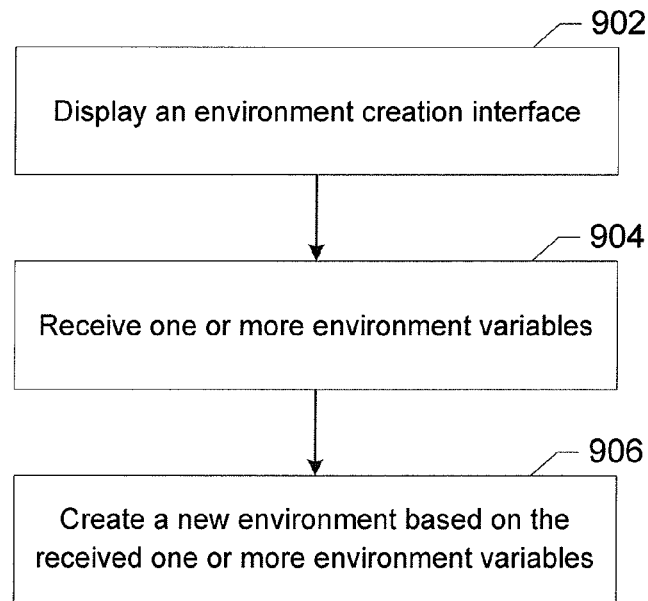 902
Display an environment creation interface
904
Receive one or more environment variables
906
Create a new environment based on the
received one or more environment variables